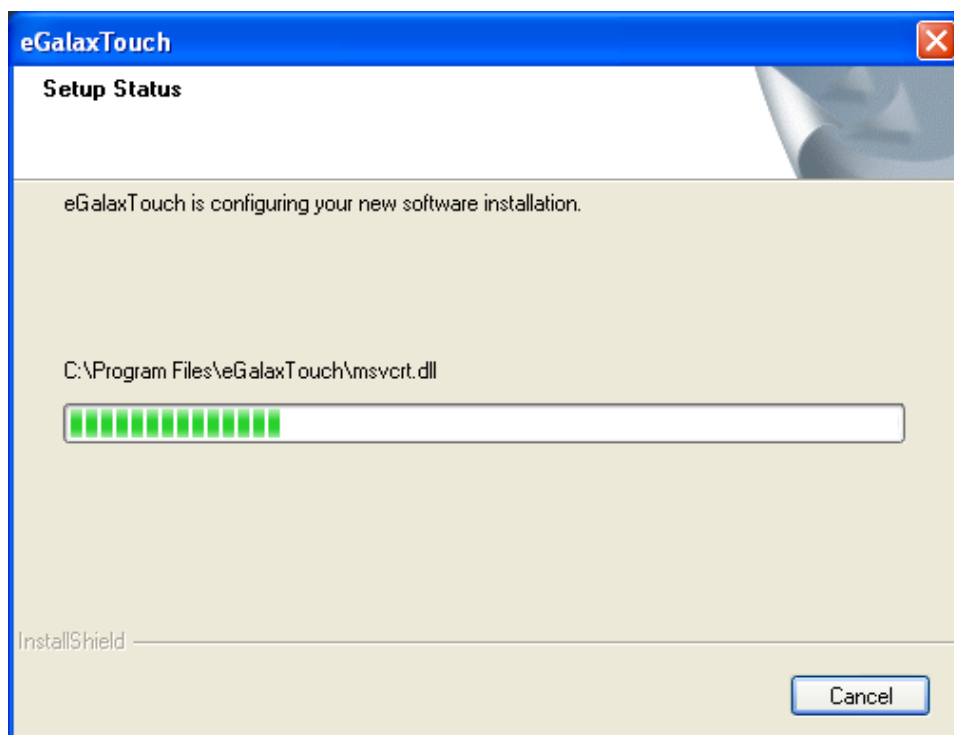 eGalaxTouch
Setup Status
eGalaxTouch is configuring your new software installation.
C:\Program Files\eGalaxTouch\msvcrt.dll
InstallShield
Cancel